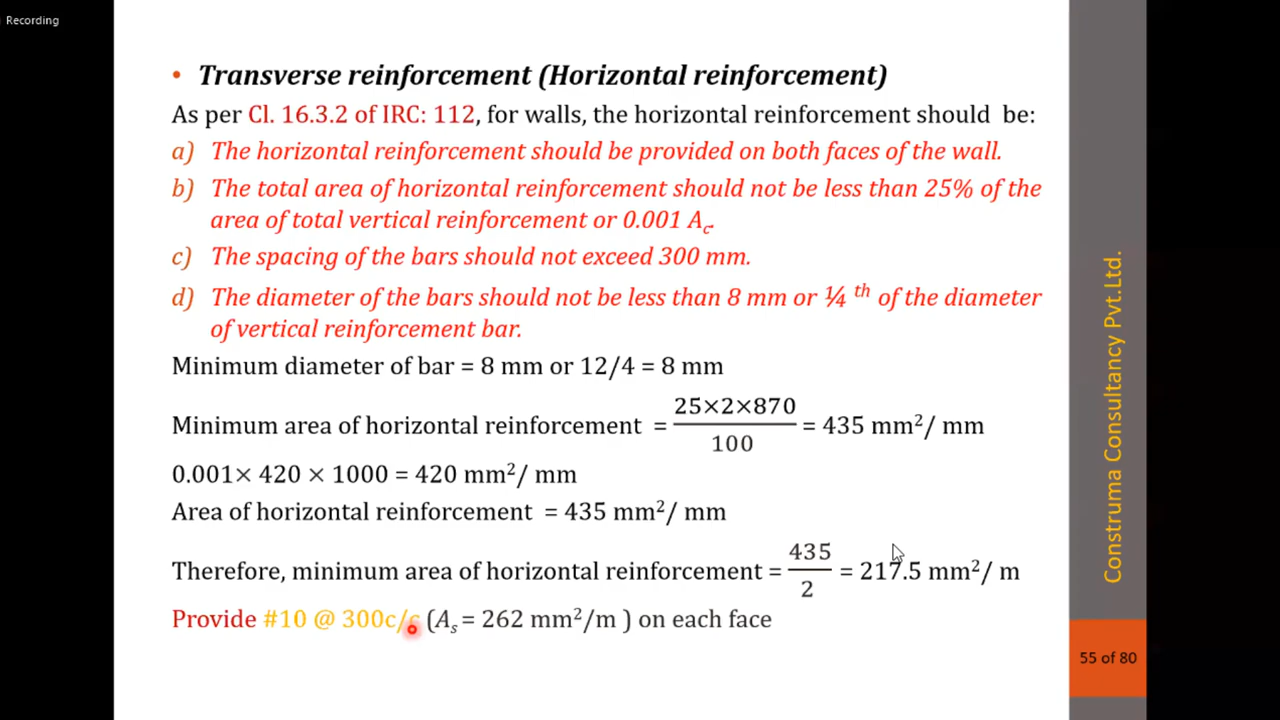 Recording
• Transverse reinforcement (Horizontal reinforcement)
As per Cl. 16.3.2 of IRC: 112, for walls, the horizontal reinforcement should be:
a) The horizontal reinforcement should be provided on both faces of the wall.
b) The total area of horizontal reinforcement should not be less than 25% of the
area of total vertical reinforcement or 0.001 Ac.
c) The spacing of the bars should not exceed 300 mm.
d) The diameter of the bars should not be less than 8 mm or ¼ th of the diameter
of vertical reinforcement bar.
Minimum diameter of bar = 8 mm or 12/4 = 8 mm
Minimum area of horizontal reinforcement = 25×2×870/100 = 435 mm²/ mm
0.001× 420 × 1000 = 420 mm²/ mm
Area of horizontal reinforcement = 435 mm²/ mm
Therefore, minimum area of horizontal reinforcement = 435/2 = 217.5 mm²/ m
Provide #10 @ 300c/c (As = 262 mm²/m ) on each face
Construma Consultancy Pvt.Ltd.
55 of 80